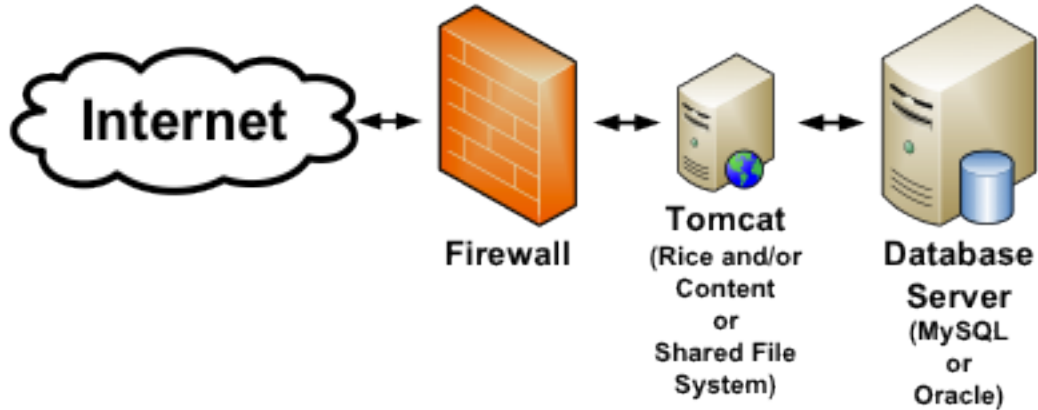 Internet
Firewall
Tomcat
(Rice and/or
Content
or
Shared File
System)
Database
Server
(MySQL
or
Oracle)